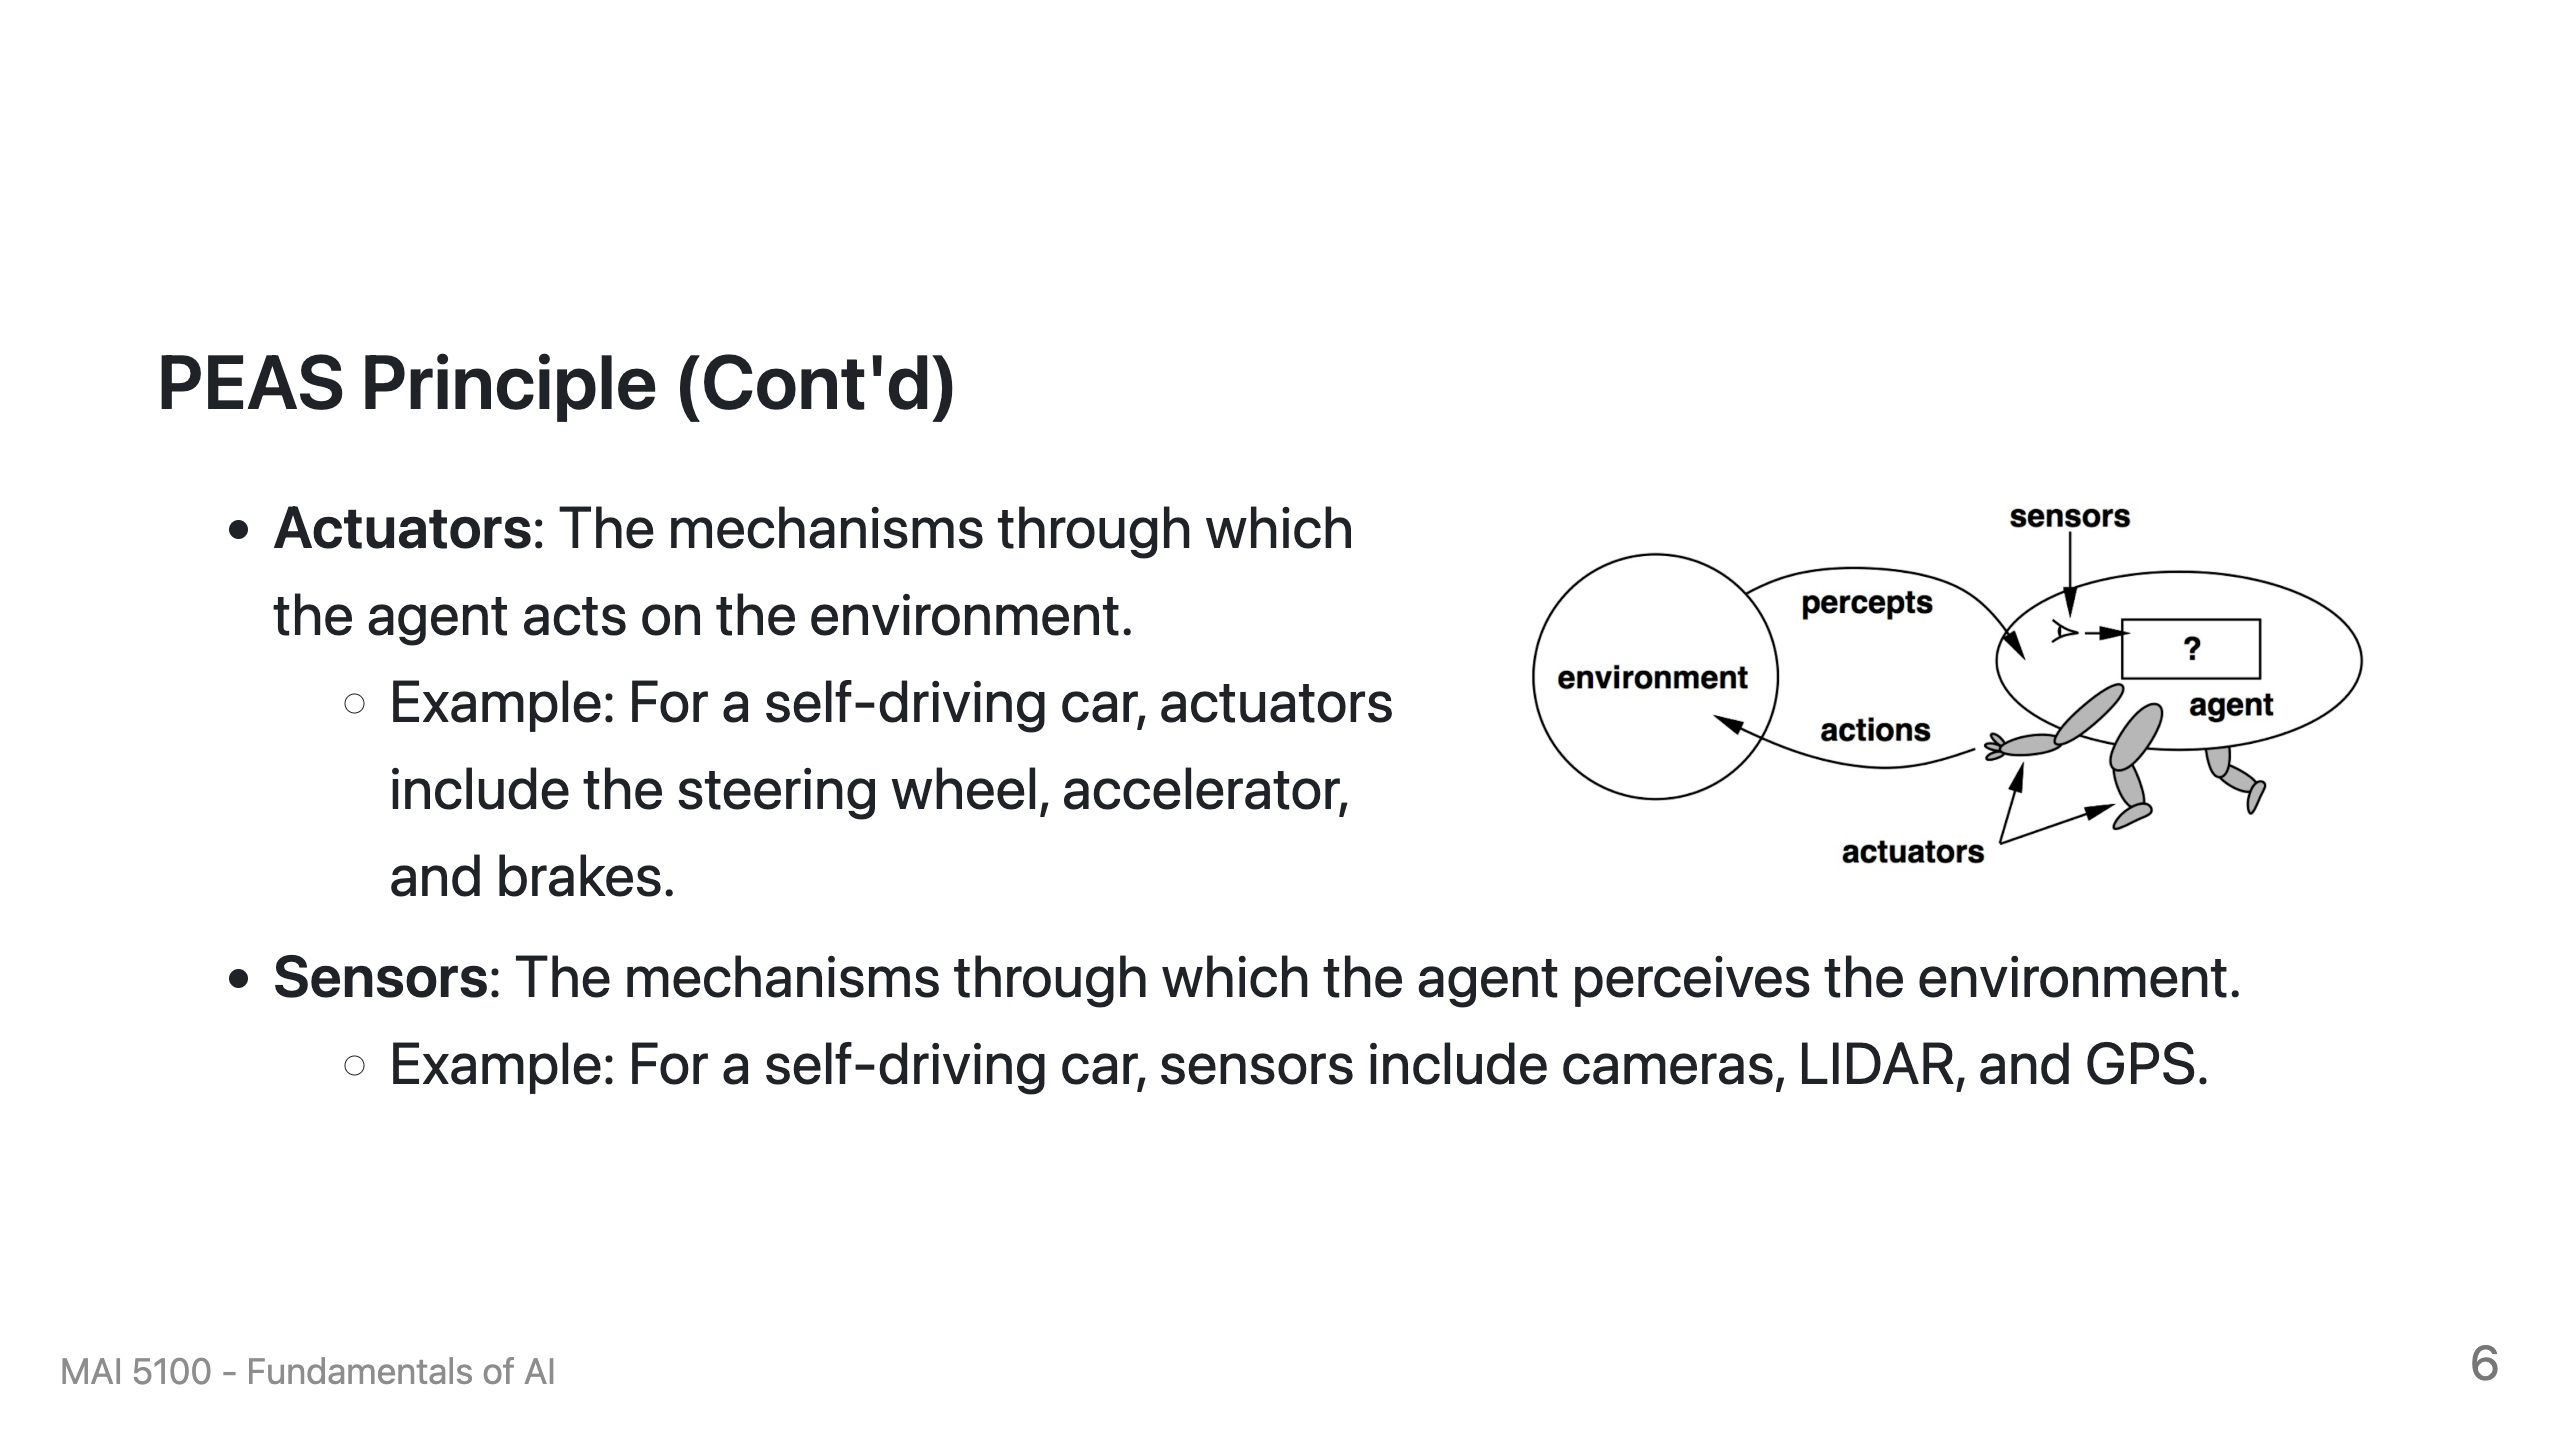 PEAS Principle (Cont'd)
• Actuators: The mechanisms through which
the agent acts on the environment.
◦ Example: For a self-driving car, actuators
include the steering wheel, accelerator,
and brakes.
sensors
percepts
?
environment
agent
actions
actuators
• Sensors: The mechanisms through which the agent perceives the environment.
◦ Example: For a self-driving car, sensors include cameras, LIDAR, and GPS.
MAI 5100 - Fundamentals of AI
6